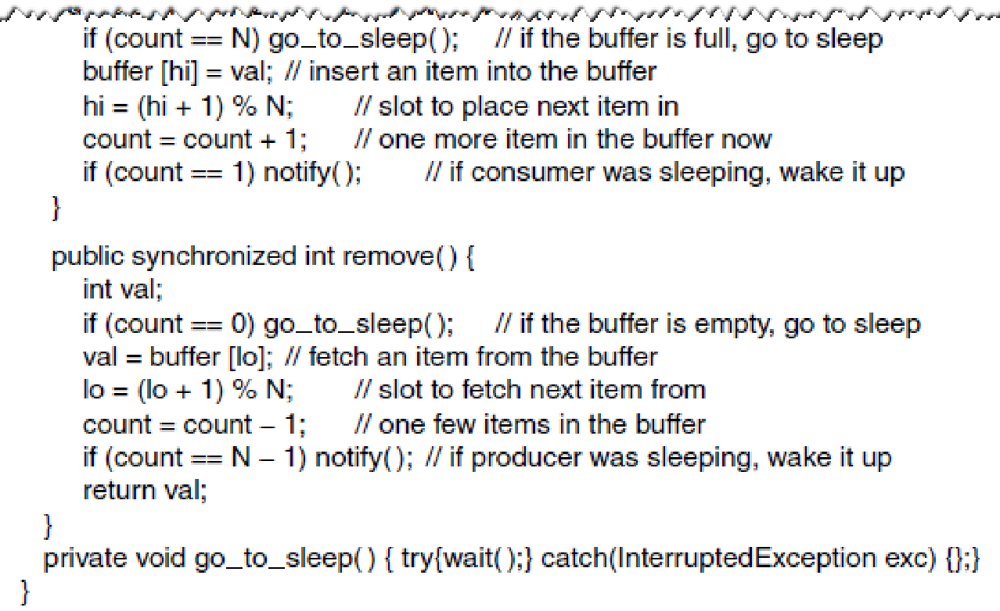 if (count == N) go_to_sleep(); // if the buffer is full, go to sleep
buffer [hi] = val; // insert an item into the buffer
hi = (hi + 1) % N; // slot to place next item in
count = count + 1; // one more item in the buffer now
if (count == 1) notify(); // if consumer was sleeping, wake it up
}
public synchronized int remove() {
int val;
if (count == 0) go_to_sleep(); // if the buffer is empty, go to sleep
val = buffer [lo]; // fetch an item from the buffer
lo = (lo + 1) % N; // slot to fetch next item from
count = count – 1; // one few items in the buffer
if (count == N – 1) notify(); // if producer was sleeping, wake it up
return val;
}
private void go_to_sleep() { try{wait();} catch(InterruptedException exc) {};}
}